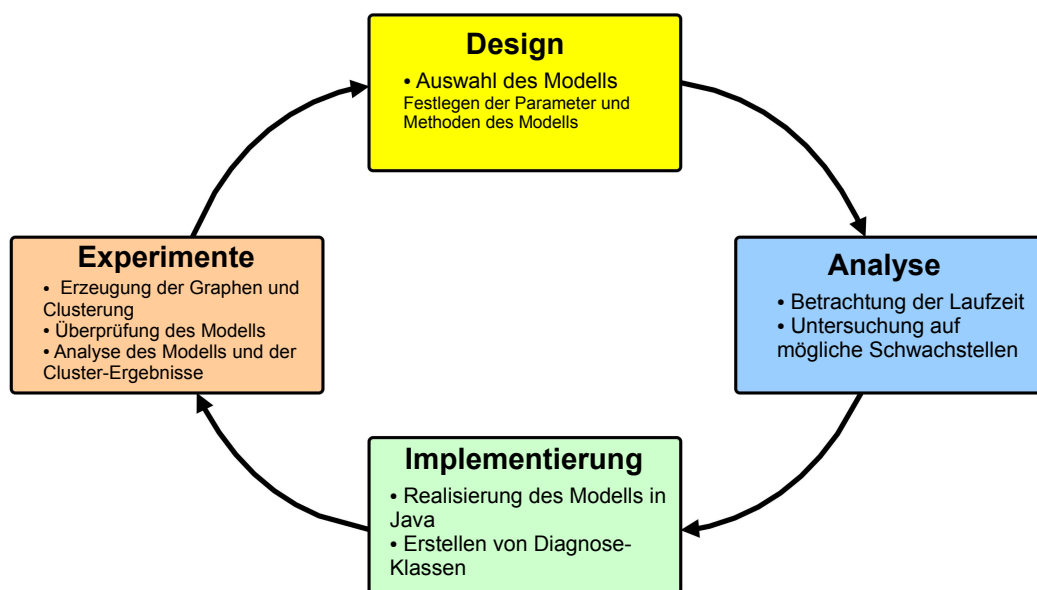 Design
• Auswahl des Modells
Festlegen der Parameter und
Methoden des Modells
Experimente
• Erzeugung der Graphen und
Clusterung
• Überprüfung des Modells
• Analyse des Modells und der
Cluster-Ergebnisse
Analyse
• Betrachtung der Laufzeit
• Untersuchung auf
mögliche Schwachstellen
Implementierung
• Realisierung des Modells in
Java
• Erstellen von Diagnose-
Klassen